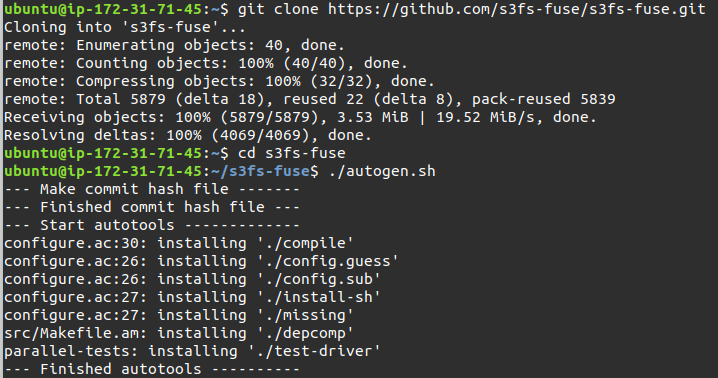 ubuntu@ip-172-31-71-45:~$ git clone https://github.com/s3fs-fuse/s3fs-fuse.git
Cloning into 's3fs-fuse'...
remote: Enumerating objects: 40, done.
remote: Counting objects: 100% (40/40), done.
remote: Compressing objects: 100% (32/32), done.
remote: Total 5879 (delta 18), reused 22 (delta 8), pack-reused 5839
Receiving objects: 100% (5879/5879), 3.53 MiB | 19.52 MiB/s, done.
Resolving deltas: 100% (4069/4069), done.
ubuntu@ip-172-31-71-45:~$ cd s3fs-fuse
ubuntu@ip-172-31-71-45:~/s3fs-fuse$ ./autogen.sh
--- Make commit hash file -------
--- Finished commit hash file ---
--- Start autotools -------------
configure.ac:30: installing './compile'
configure.ac:26: installing './config.guess'
configure.ac:26: installing './config.sub'
configure.ac:27: installing './install-sh'
configure.ac:27: installing './missing'
src/Makefile.am: installing './depcomp'
parallel-tests: installing './test-driver'
--- Finished autotools ----------